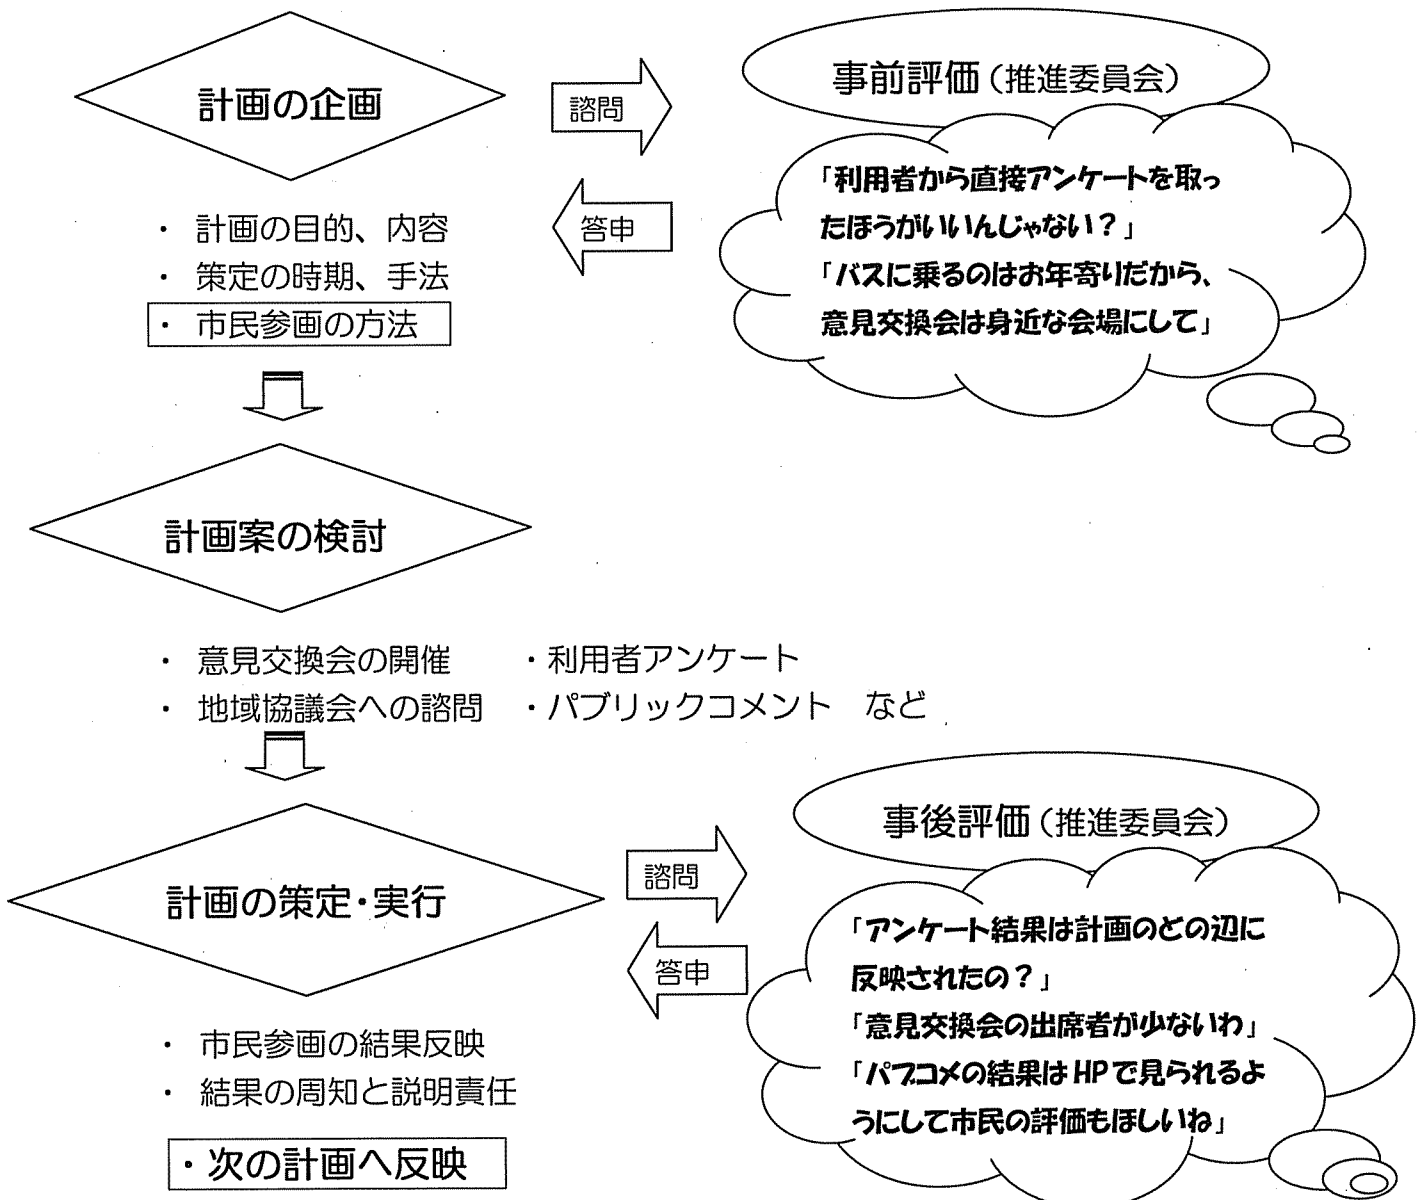 計画の企画
諮問
事前評価(推進委員会)
「利用者から直接アンケートを取っ
たほうがいいんじゃない?」
「バスに乗るのはお年寄りだから、
意見交換会は身近な会場にして」
答申
・ 計画の目的、内容
・ 策定の時期、手法
・ 市民参画の方法
計画案の検討
・ 意見交換会の開催 ・利用者アンケート
・ 地域協議会への諮問 ・パブリックコメント など
計画の策定・実行
諮問
事後評価(推進委員会)
「アンケート結果は計画のどの辺に
反映されたの?」
「意見交換会の出席者が少ないわ」
「パブコメの結果は HP で見られるよ
うにして市民の評価もほしいね」
答申
・ 市民参画の結果反映
・ 結果の周知と説明責任
・次の計画へ反映